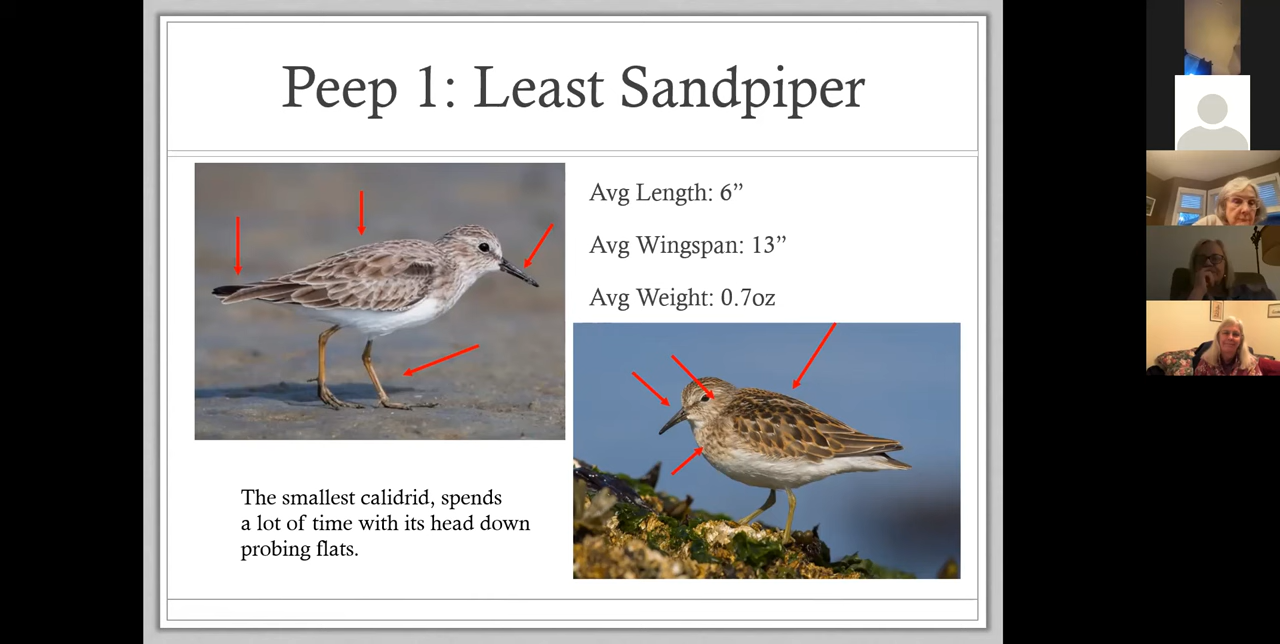 Peep 1: Least Sandpiper
Avg Length: 6”
Avg Wingspan: 13”
Avg Weight: 0.7oz
The smallest calidrid, spends
a lot of time with its head down
probing flats.